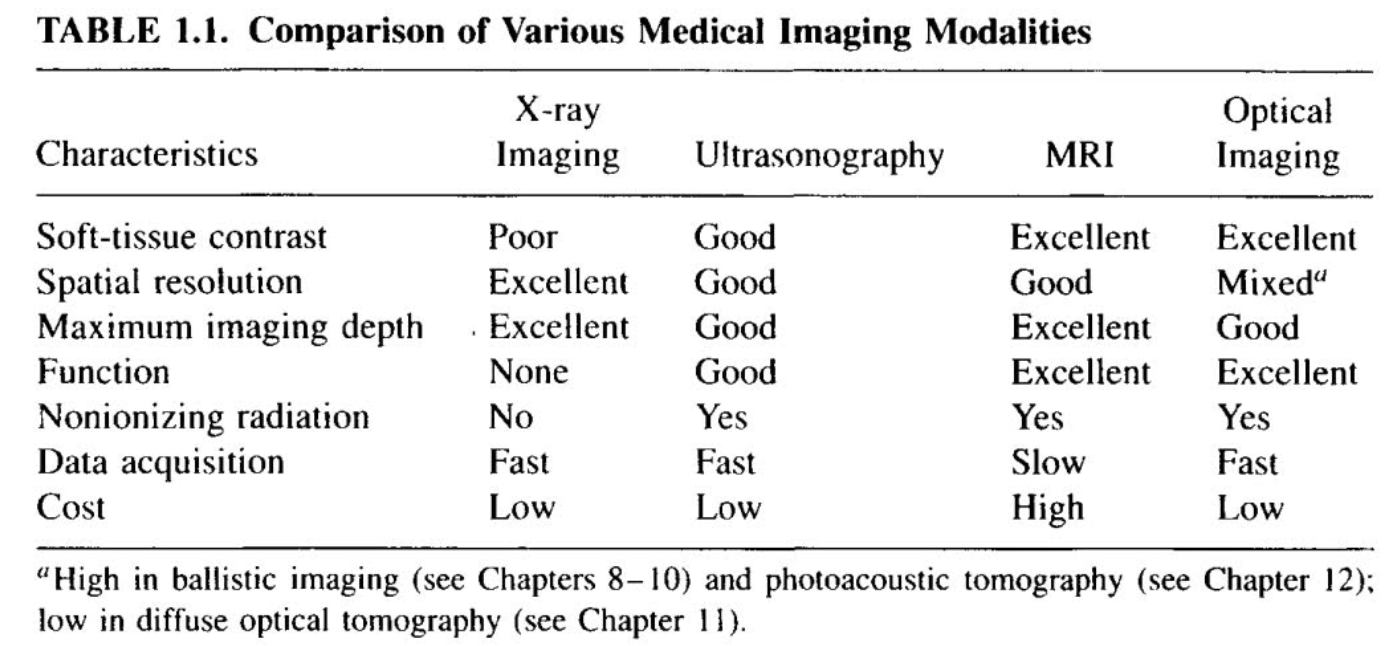 TABLE 1.1. Comparison of Various Medical Imaging Modalities
Characteristics X-ray Imaging Ultrasonography MRI Optical Imaging
Soft-tissue contrast Poor Good Excellent Excellent
Spatial resolution Excellent Good Good Mixedᵃ
Maximum imaging depth Excellent Good Excellent Good
Function None Good Excellent Excellent
Nonionizing radiation No Yes Yes Yes
Data acquisition Fast Fast Slow Fast
Cost Low Low High Low
ᵃHigh in ballistic imaging (see Chapters 8–10) and photoacoustic tomography (see Chapter 12);
low in diffuse optical tomography (see Chapter 11).